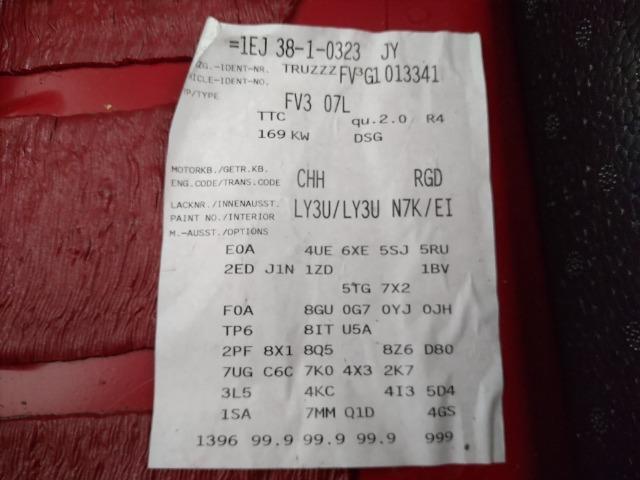 =1EJ 38-1-0323 JY
ZG.-IDENT-NR. TRUZZZFV3G1013341
ICLE-IDENT-NO.
P/TYPE FV3 07L
TTC qu.2.0 R4
169 KW DSG
MOTORKB./GETR.KB.
ENG.CODE/TRANS.CODE CHH RGD
LACKNR./INNENAUSST.
PAINT NO./INTERIOR LY3U/LY3U N7K/EI
M.-AUSST./OPTIONS
E0A 4UE 6XE 5SJ 5RU
2ED J1N 1ZD 1BV
5TG 7X2
F0A 8GU 0G7 0YJ 0JH
TP6 8IT U5A
2PF 8X1 8Q5 8Z6 D80
7UG C6C 7K0 4X3 2K7
3L5 4KC 4I3 5D4
1SA 7MM Q1D 4GS
1396 99.9 99.9 99.9 999